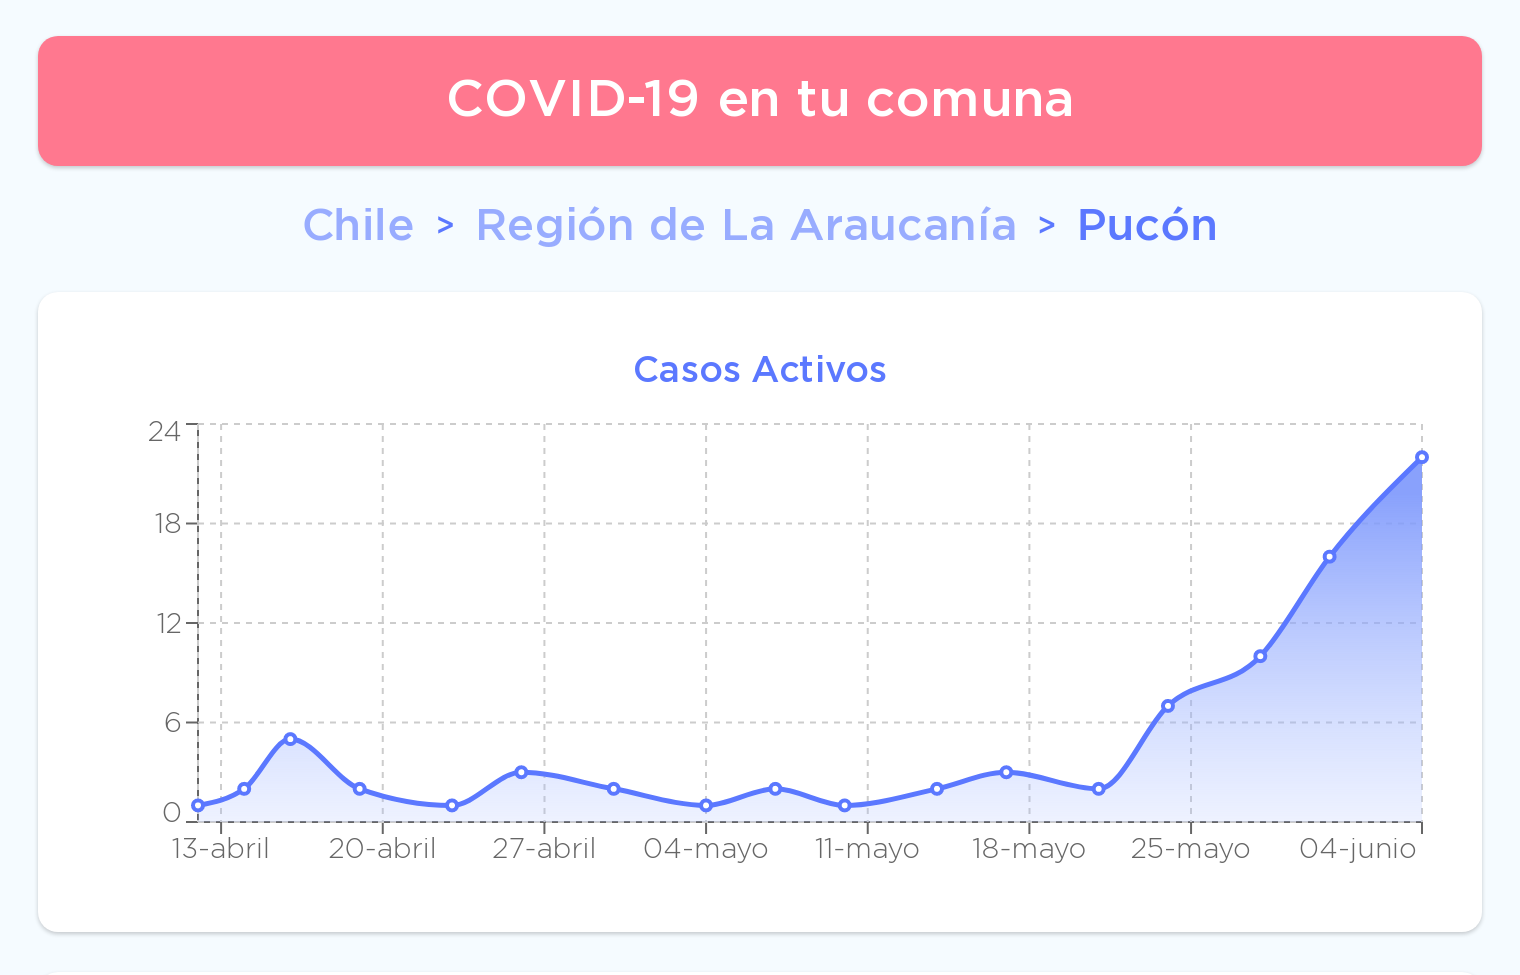 COVID-19 en tu comuna
Chile > Región de La Araucanía > Pucón
Casos Activos
24
18
12
6
0
13-abril 20-abril 27-abril 04-mayo 11-mayo 18-mayo 25-mayo 04-junio